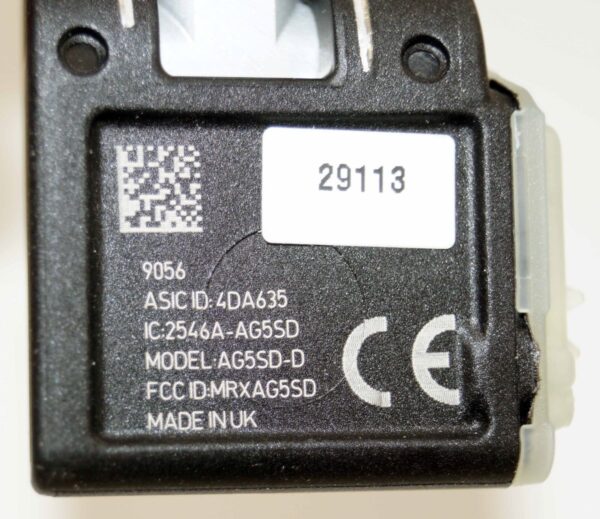 29113
9056
ASIC ID: 4DA635
IC:2546A-AG5SD
MODEL:AG5SD-D
FCC ID:MRXAG5SD
MADE IN UK
CE